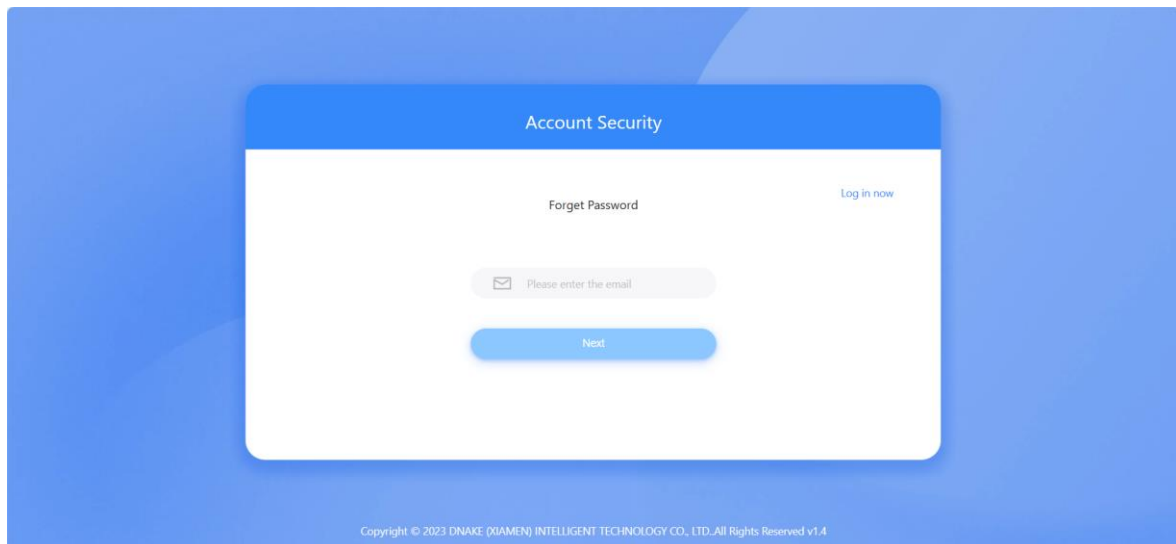 Account Security
Log in now
Forget Password
Please enter the email
Next
Copyright © 2023 DNAKE (XIAMEN) INTELLIGENT TECHNOLOGY CO., LTD.,All Rights Reserved v1.4